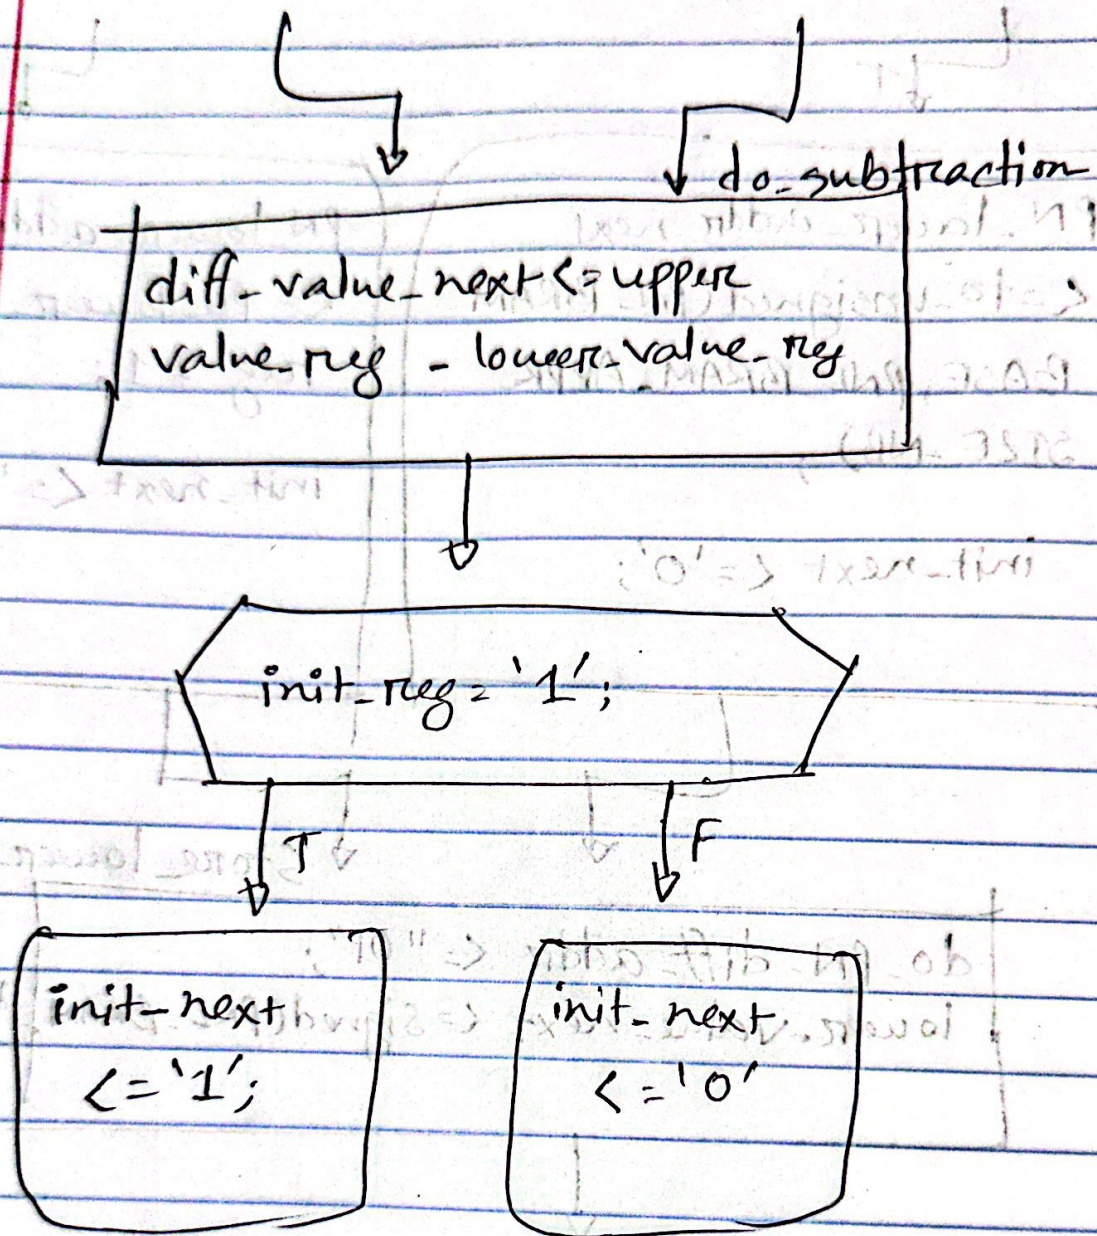 do_subtraction
diff_value_next <= upper
value_reg - lower_value_reg
init_reg = '1';
T
F
init_next
<= '1';
init_next
<= '0'